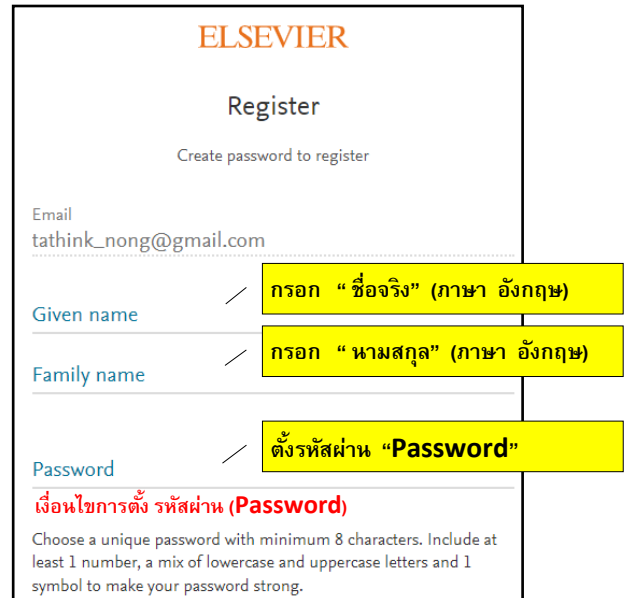 ELSEVIER
Register
Create password to register
Email
tathink_nong@gmail.com
กรอก “ ชื่อจริง” (ภาษา อังกฤษ)
Given name
กรอก “ นามสกุล” (ภาษา อังกฤษ)
Family name
ตั้งรหัสผ่าน “Password”
Password
เงื่อนไขการตั้ง รหัสผ่าน (Password)
Choose a unique password with minimum 8 characters. Include at
least 1 number, a mix of lowercase and uppercase letters and 1
symbol to make your password strong.